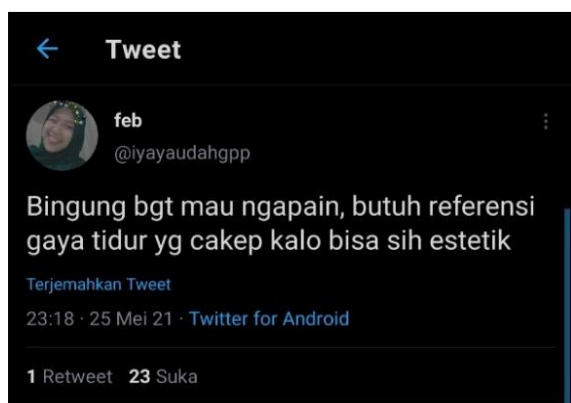 Tweet
feb
@iyayaudahgpp
Bingung bgt mau ngapain, butuh referensi
gaya tidur yg cakep kalo bisa sih estetik
Terjemahkan Tweet
23:18 · 25 Mei 21 · Twitter for Android
1 Retweet 23 Suka